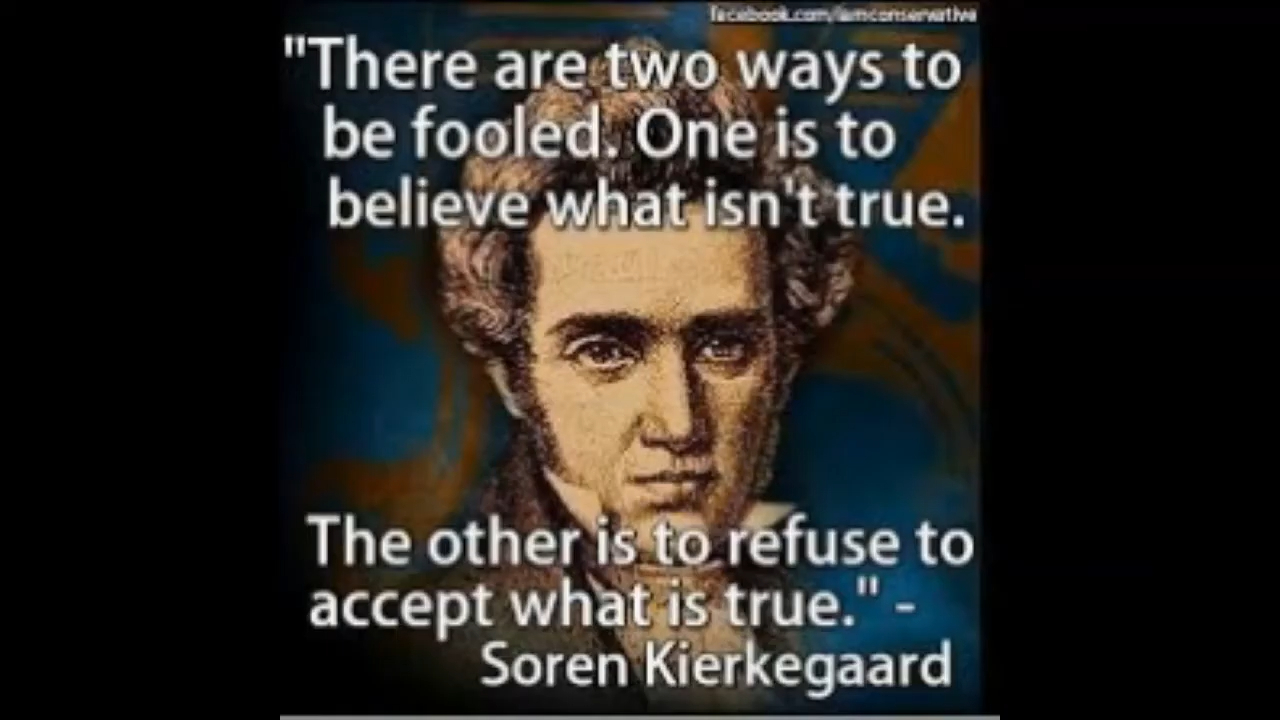 facebook.com/iamconservative
"There are two ways to
be fooled. One is to
believe what isn't true.
The other is to refuse to
accept what is true." -
Soren Kierkegaard